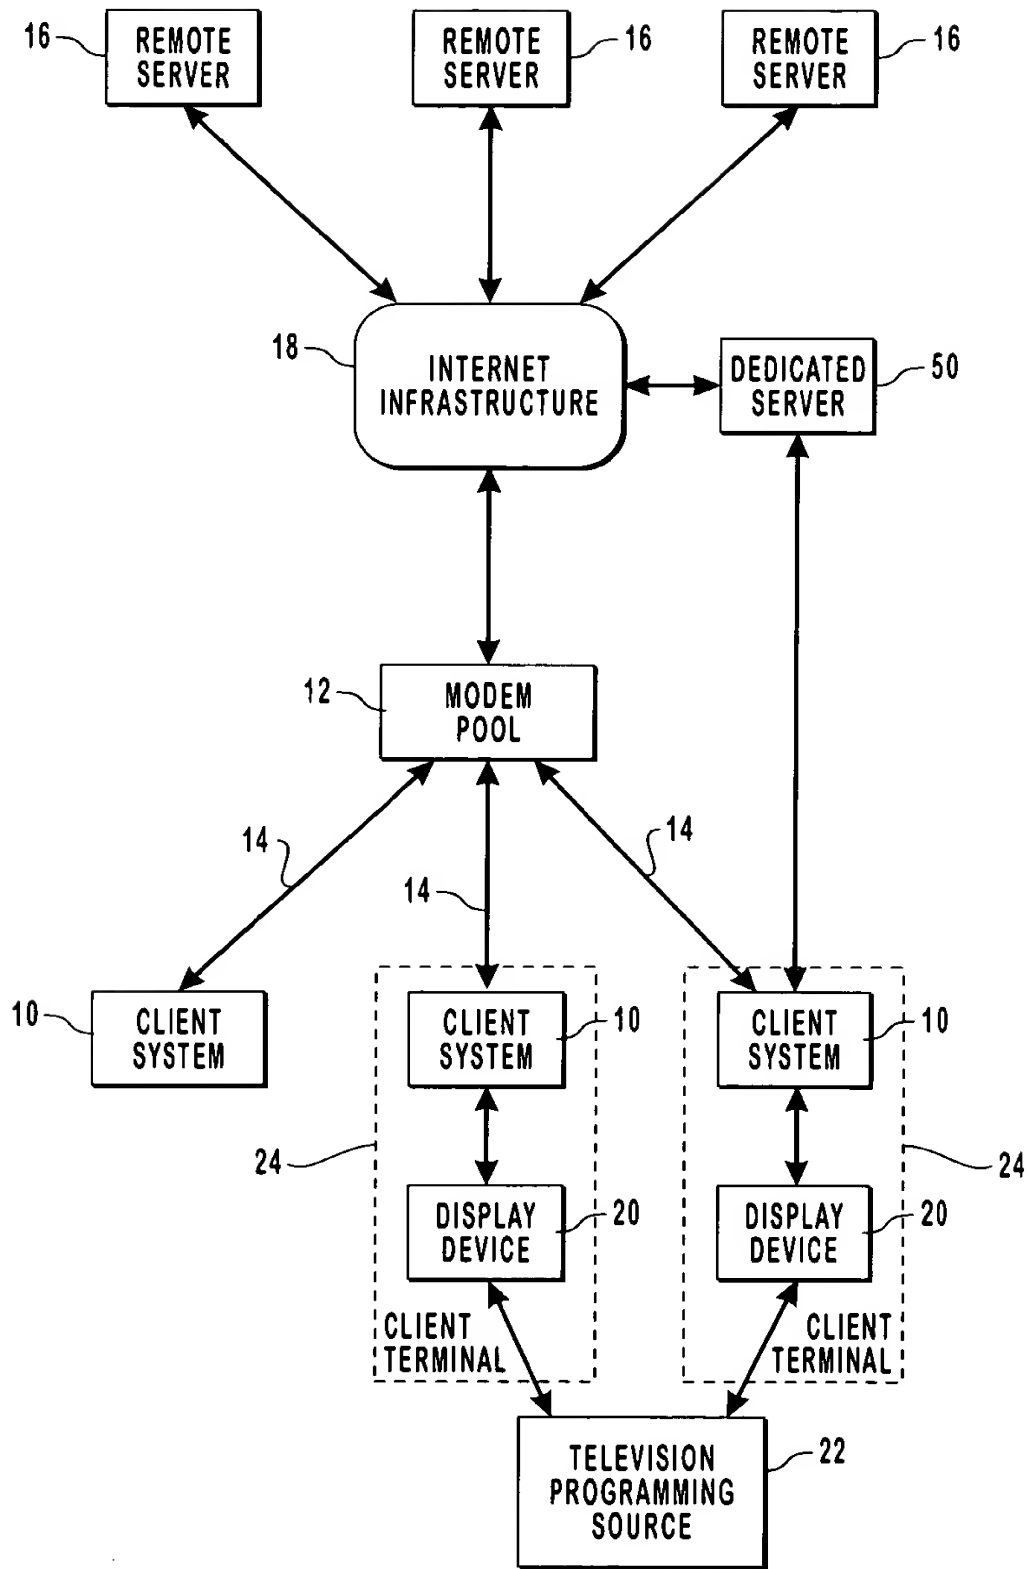 16
REMOTE
SERVER
REMOTE
SERVER
16
REMOTE
SERVER
16
18
INTERNET
INFRASTRUCTURE
DEDICATED
SERVER
50
12
MODEM
POOL
14
14
14
10
CLIENT
SYSTEM
CLIENT
SYSTEM
10
CLIENT
SYSTEM
10
24
24
DISPLAY
DEVICE
20
DISPLAY
DEVICE
20
CLIENT
TERMINAL
CLIENT
TERMINAL
TELEVISION
PROGRAMMING
SOURCE
22